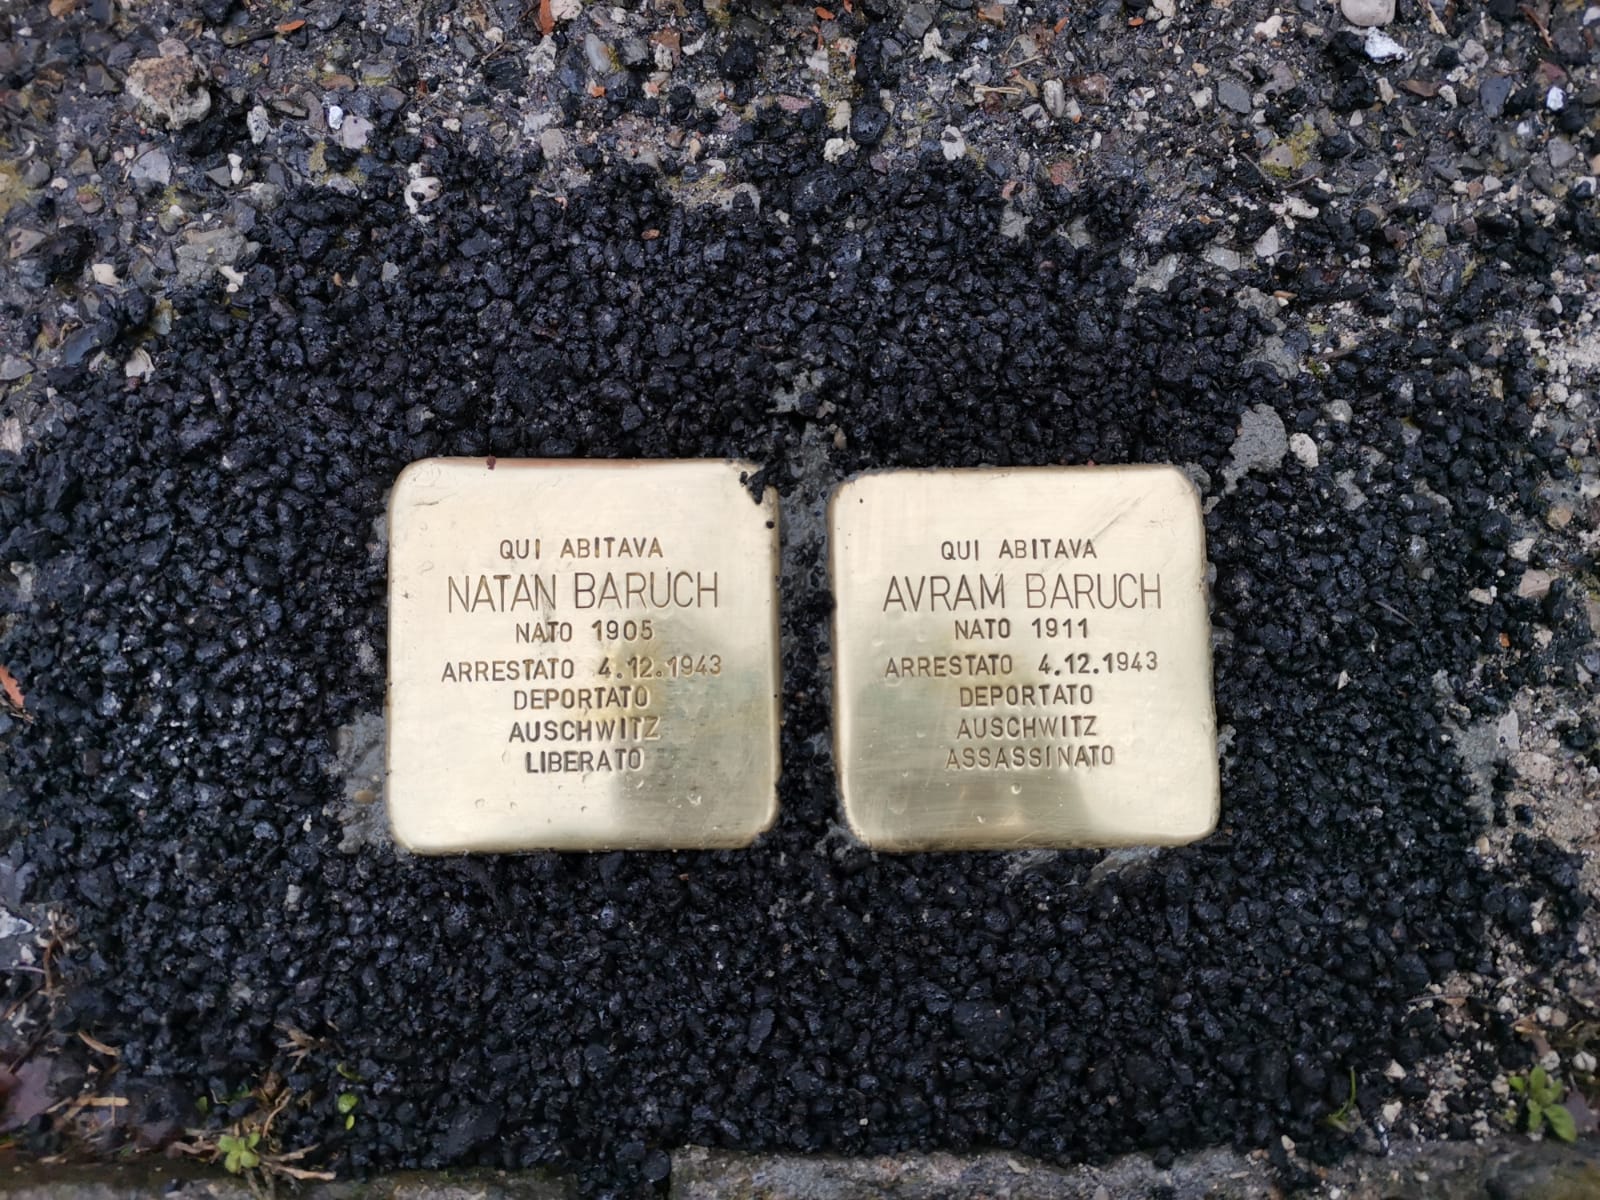 QUI ABITAVA
NATAN BARUCH
NATO 1905
ARRESTATO 4.12.1943
DEPORTATO
AUSCHWITZ
LIBERATO
QUI ABITAVA
AVRAM BARUCH
NATO 1911
ARRESTATO 4.12.1943
DEPORTATO
AUSCHWITZ
ASSASSINATO